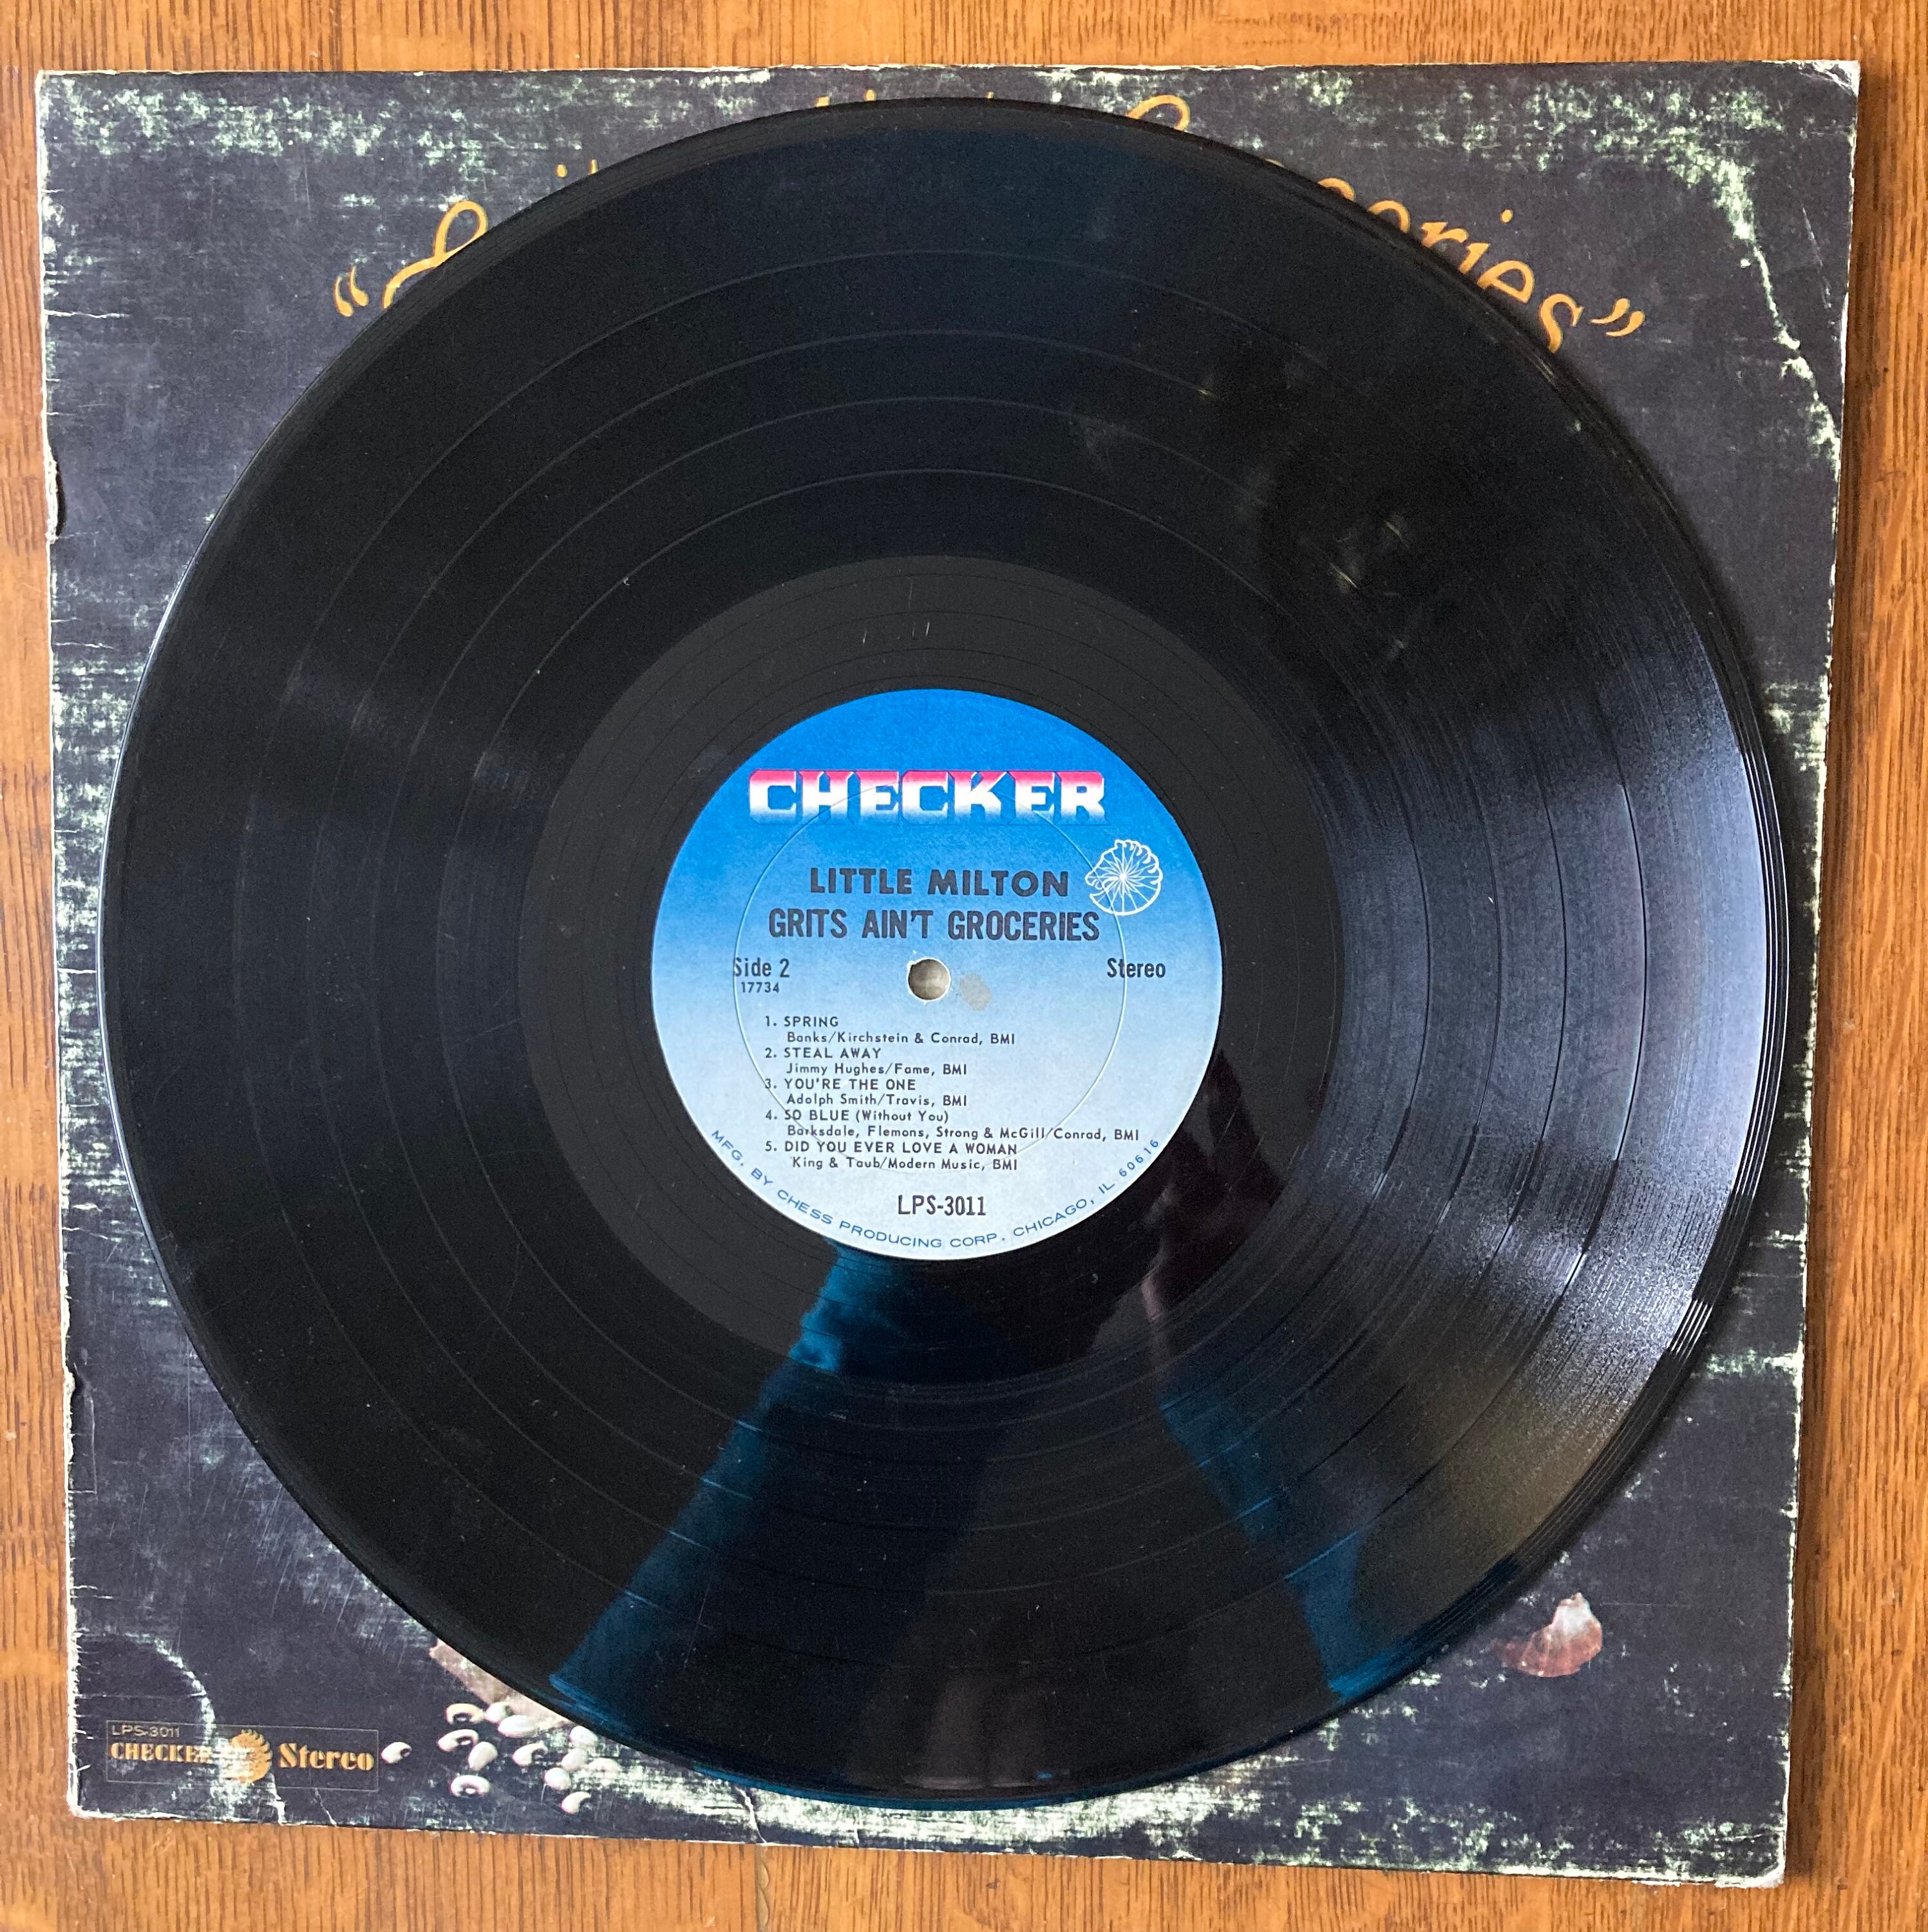 ories”
CHECKER
LITTLE MILTON
GRITS AIN'T GROCERIES
Side 2 Stereo
17734
1. SPRING
Banks/Kirchstein & Conrad, BMI
2. STEAL AWAY
Jimmy Hughes/Fame, BMI
3. YOU'RE THE ONE
Adolph Smith/Travis, BMI
4. SO BLUE (Without You)
Barksdale, Flemons, Strong & McGill/Conrad, BMI
5. DID YOU EVER LOVE A WOMAN
King & Taub/Modern Music, BMI
LPS-3011
MFG. BY CHESS PRODUCING CORP. CHICAGO, IL 60616
LPS-3011
CHECKER Stereo